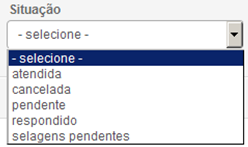 Situação
- selecione -
- selecione -
atendida
cancelada
pendente
respondido
selagens pendentes